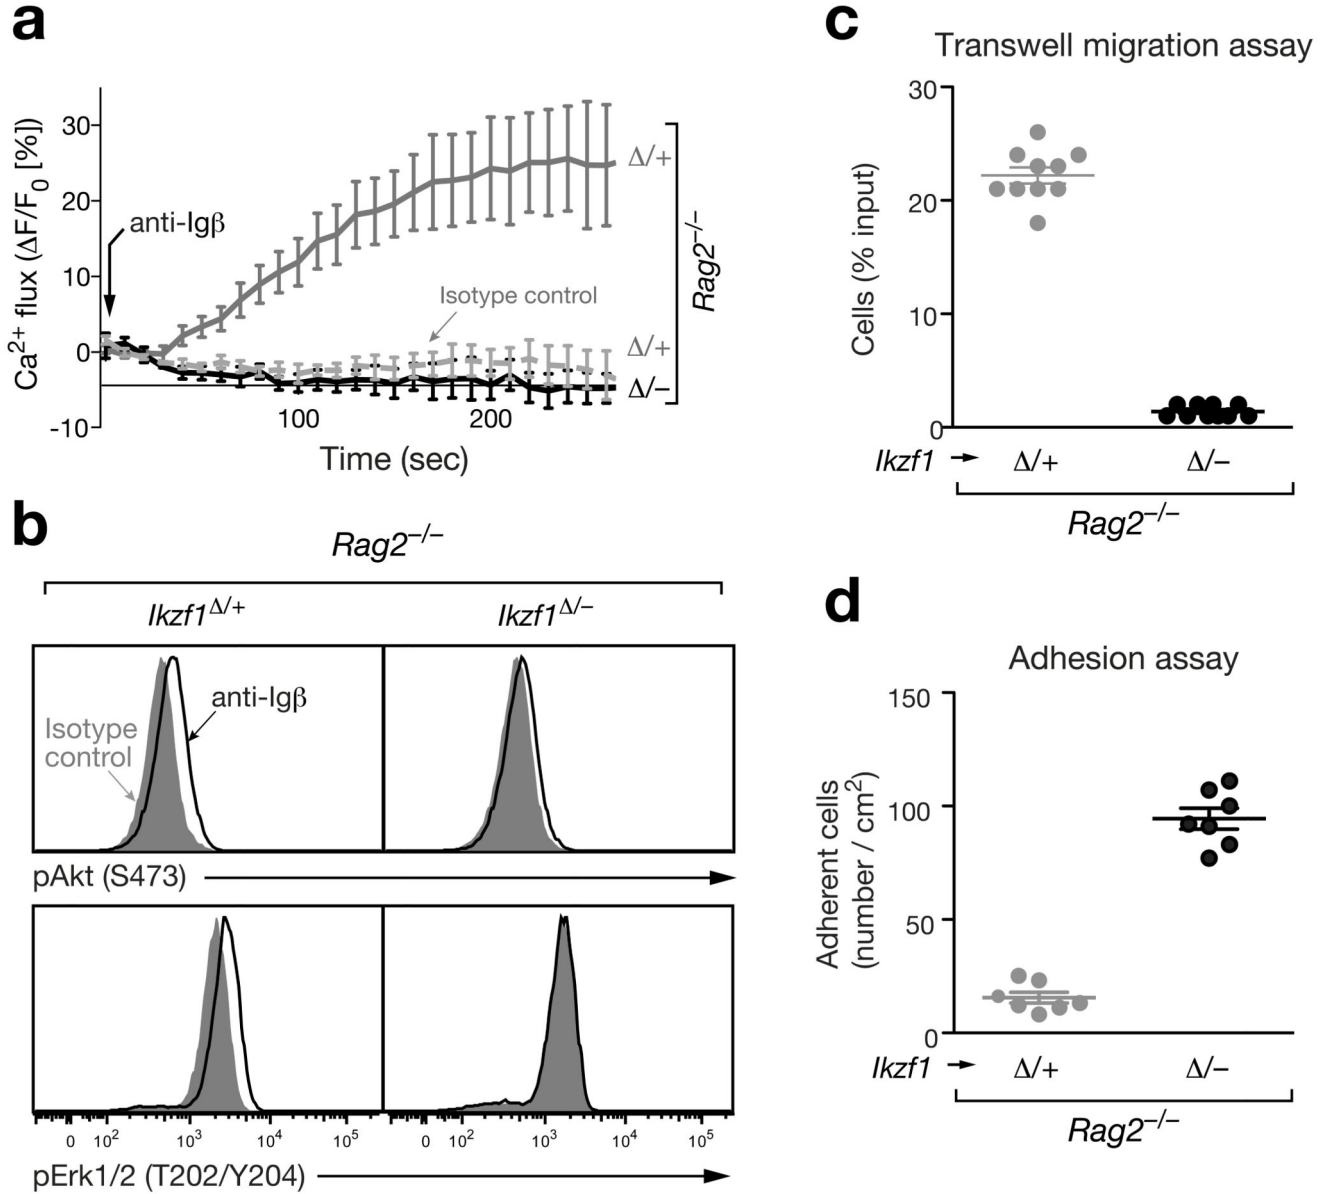 a
Ca2+ flux (ΔF/F0 [%])
30
20
10
0
-10
anti-Igβ
Isotype control
Δ/+
Δ/+
Δ/–
Rag2–/–
100
200
Time (sec)
b
Rag2–/–
Ikzf1Δ/+
Ikzf1Δ/–
Isotype
control
anti-Igβ
pAkt (S473)
0 10² 10³ 10⁴ 10⁵
0 10² 10³ 10⁴ 10⁵
pErk1/2 (T202/Y204)
c
Transwell migration assay
Cells (% input)
30
20
10
0
Ikzf1
Δ/+
Δ/–
Rag2–/–
d
Adhesion assay
Adherent cells
(number / cm²)
150
100
50
0
Ikzf1
Δ/+
Δ/–
Rag2–/–